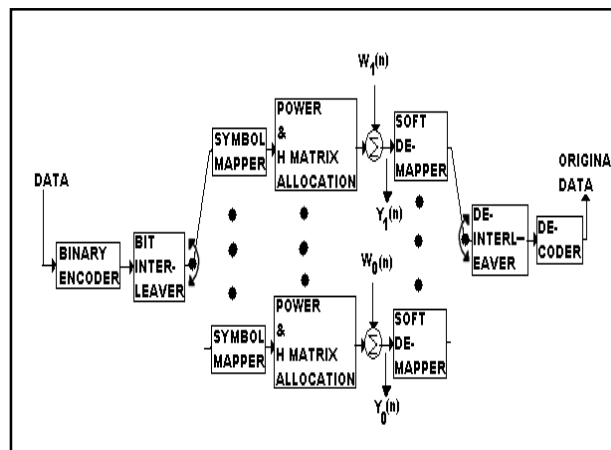 DATA
BINARY
ENCODER
BIT
INTER-
LEAVER
SYMBOL
MAPPER
POWER
&
H MATRIX
ALLOCATION
W1(n)
Σ
Y1(n)
SOFT
DE-
MAPPER
SYMBOL
MAPPER
POWER
&
H MATRIX
ALLOCATION
W0(n)
Σ
Y0(n)
SOFT
DE-
MAPPER
DE-
INTERL-
EAVER
DE-
CODER
ORIGINA
DATA